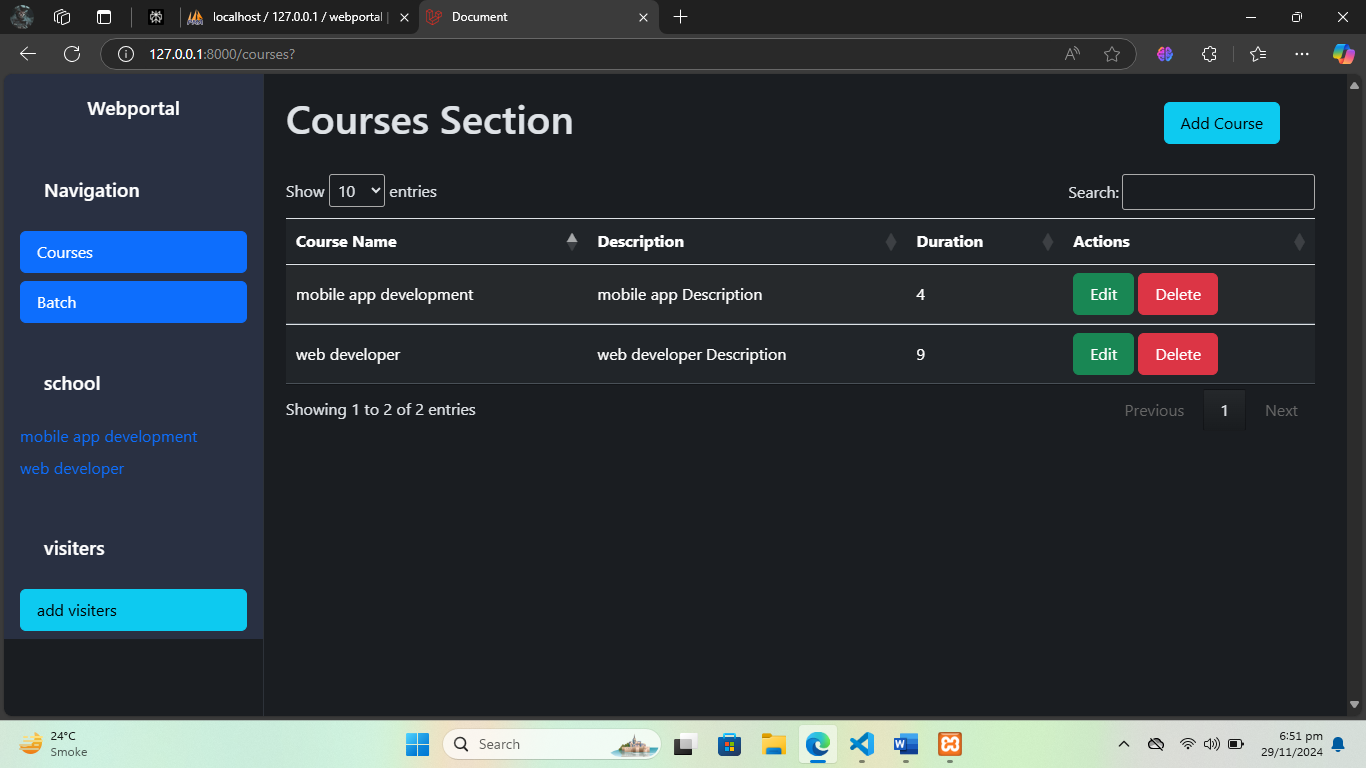 localhost / 127.0.0.1 / webportal |
Document
127.0.0.1:8000/courses?
Webportal
Navigation
Courses
Batch
school
mobile app development
web developer
visiters
add visiters
Courses Section
Add Course
Show 10 entries
Search:
Course Name Description Duration Actions
mobile app development mobile app Description 4 Edit Delete
web developer web developer Description 9 Edit Delete
Showing 1 to 2 of 2 entries
Previous 1 Next
24°C
Smoke
Search
6:51 pm
29/11/2024